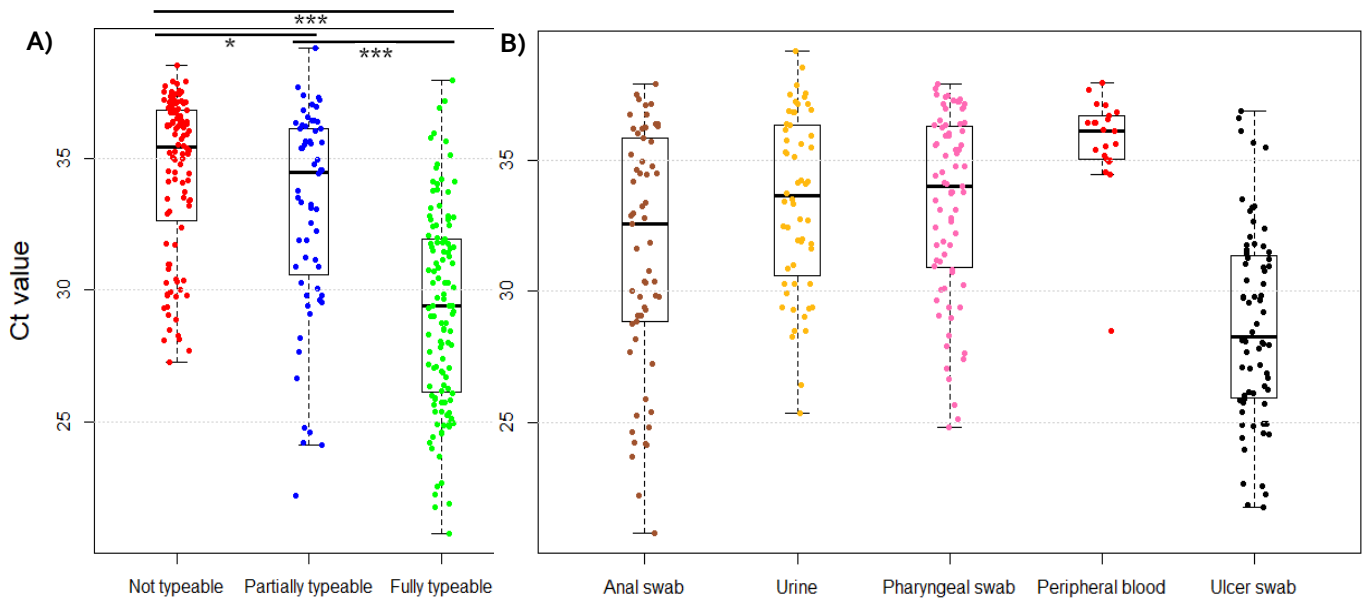 ***
A)
*
***
B)
Ct value
35
30
25
35
30
25
Not typeable Partially typeable Fully typeable
Anal swab Urine Pharyngeal swab Peripheral blood Ulcer swab